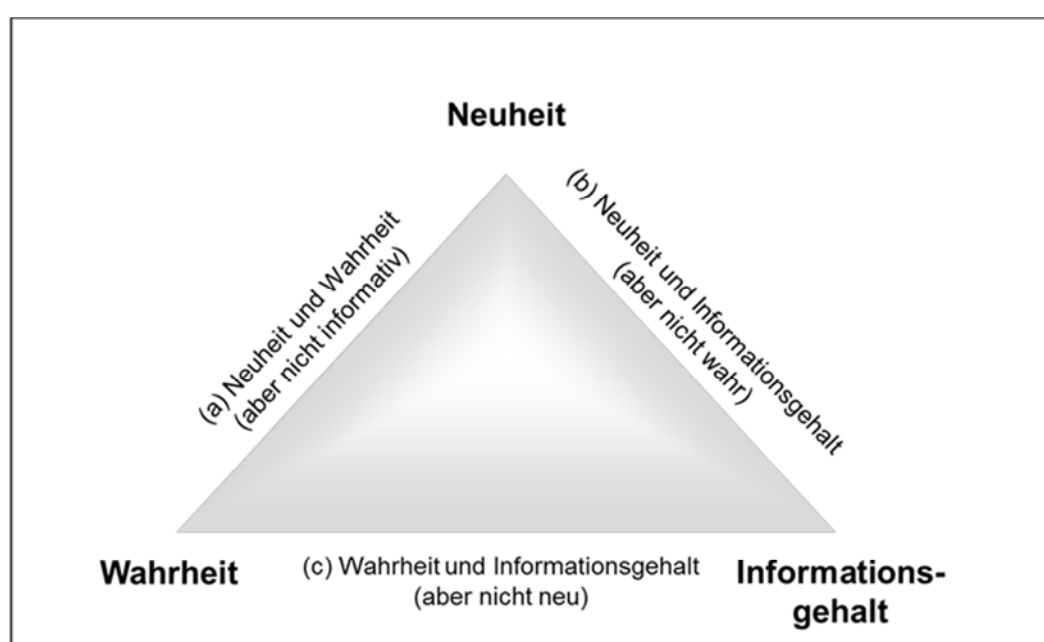 Neuheit
(a) Neuheit und Wahrheit
(aber nicht informativ)
(b) Neuheit und Informationsgehalt
(aber nicht wahr)
Wahrheit
(c) Wahrheit und Informationsgehalt
(aber nicht neu)
Informations-
gehalt